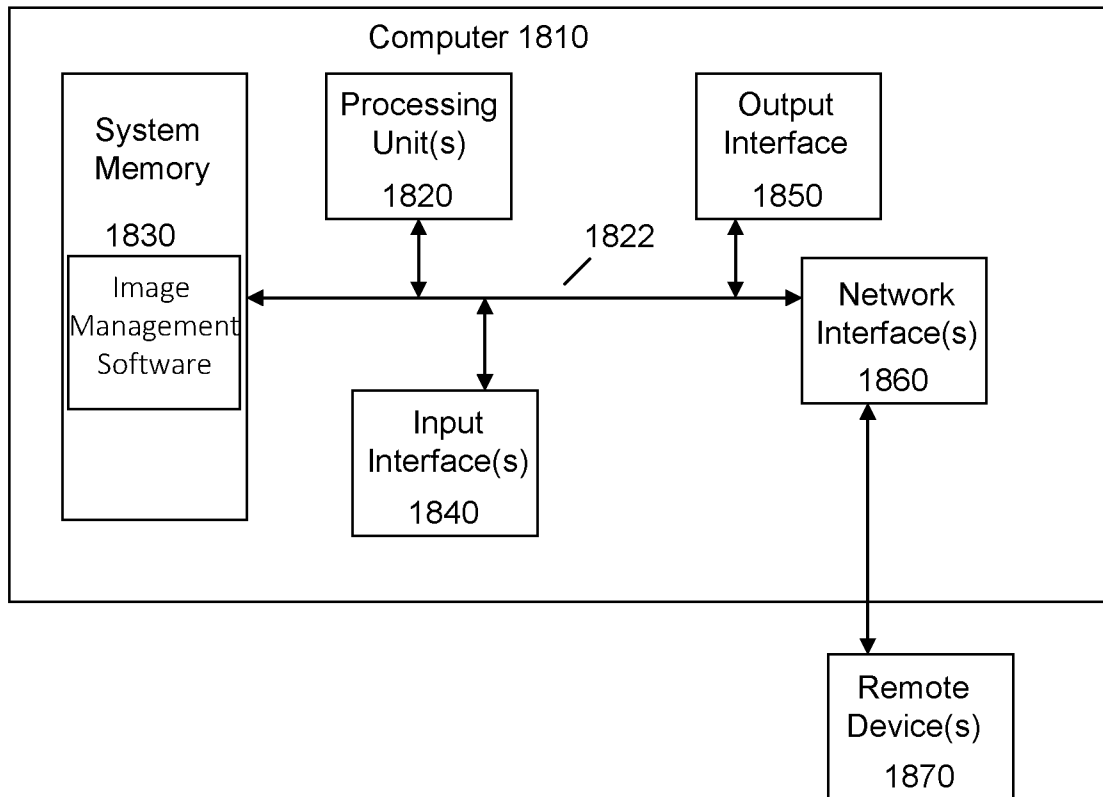 Computer 1810
System
Memory
1830
Image
Management
Software
Processing
Unit(s)
1820
Output
Interface
1850
1822
Network
Interface(s)
1860
Input
Interface(s)
1840
Remote
Device(s)
1870